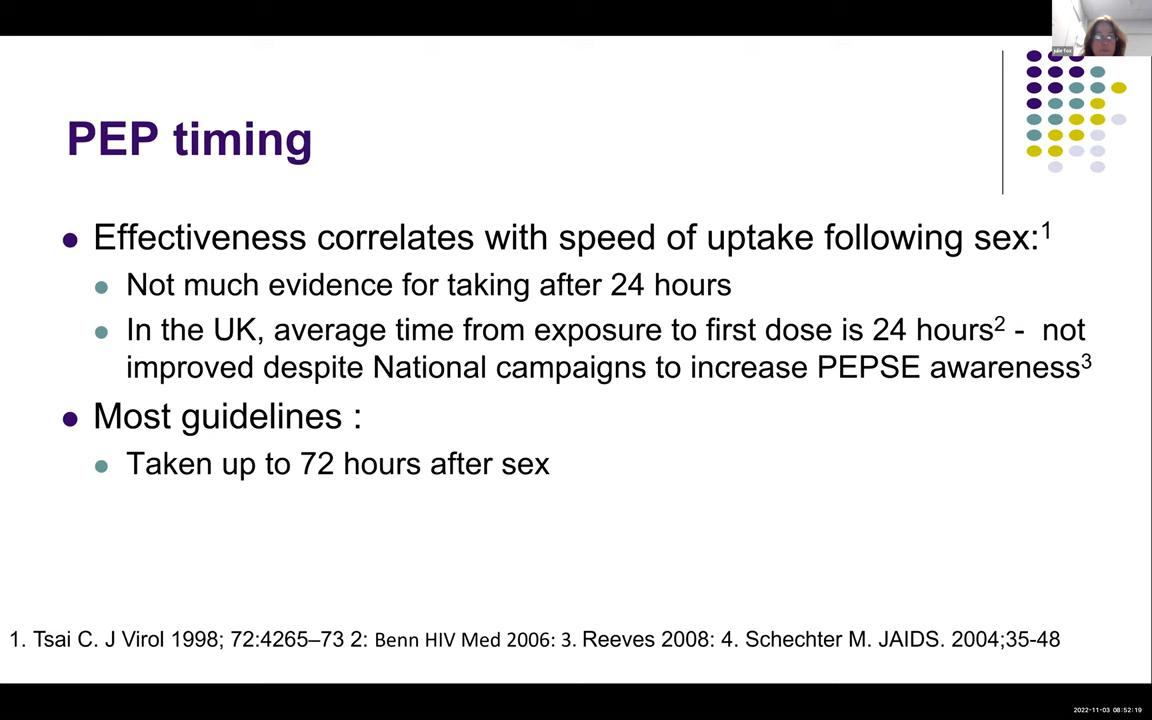 Julie Fox
PEP timing
Effectiveness correlates with speed of uptake following sex:1
Not much evidence for taking after 24 hours
In the UK, average time from exposure to first dose is 24 hours2 - not
improved despite National campaigns to increase PEPSE awareness3
Most guidelines :
Taken up to 72 hours after sex
1. Tsai C. J Virol 1998; 72:4265–73 2: Benn HIV Med 2006: 3. Reeves 2008: 4. Schechter M. JAIDS. 2004;35-48
2022-11-03 08:52:19